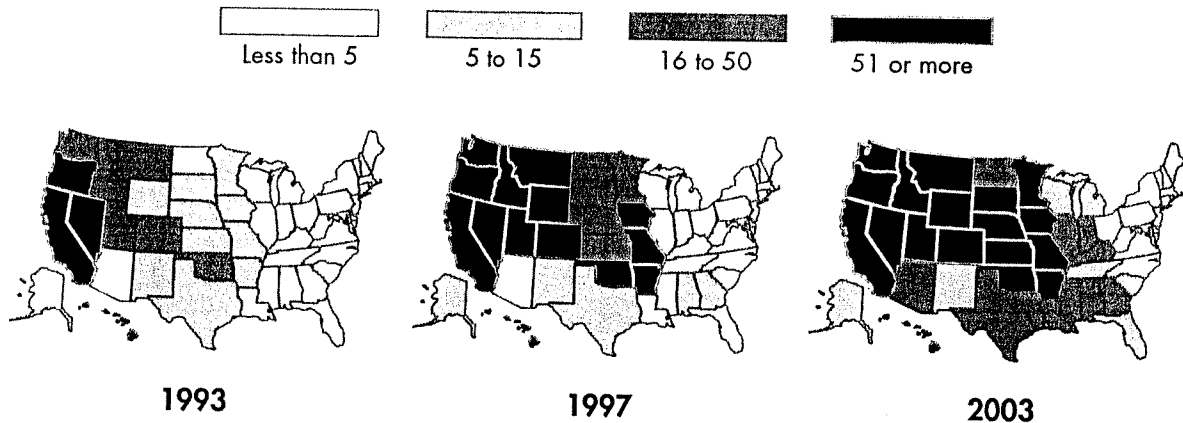 Less than 5
5 to 15
16 to 50
51 or more
1993
1997
2003